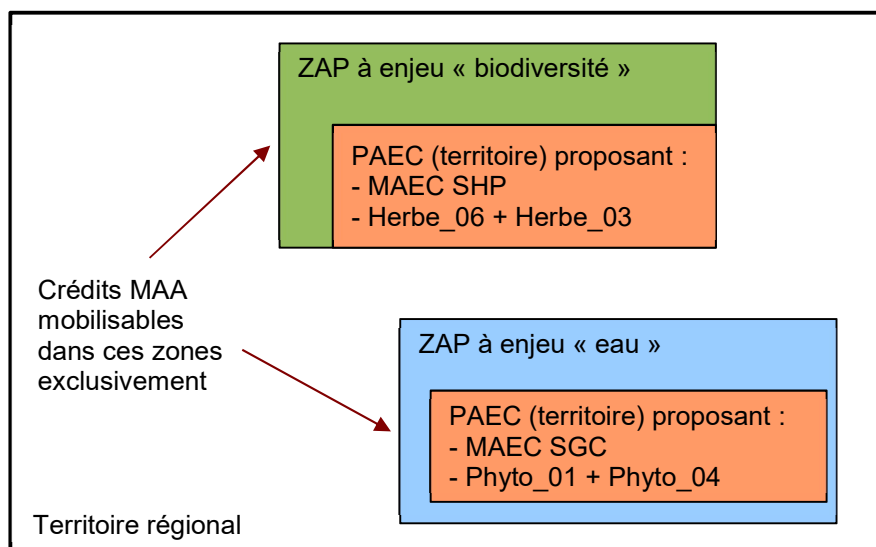 ZAP à enjeu « biodiversité »
PAEC (territoire) proposant :
- MAEC SHP
- Herbe_06 + Herbe_03
Crédits MAA
mobilisables
dans ces zones
exclusivement
ZAP à enjeu « eau »
PAEC (territoire) proposant :
- MAEC SGC
- Phyto_01 + Phyto_04
Territoire régional